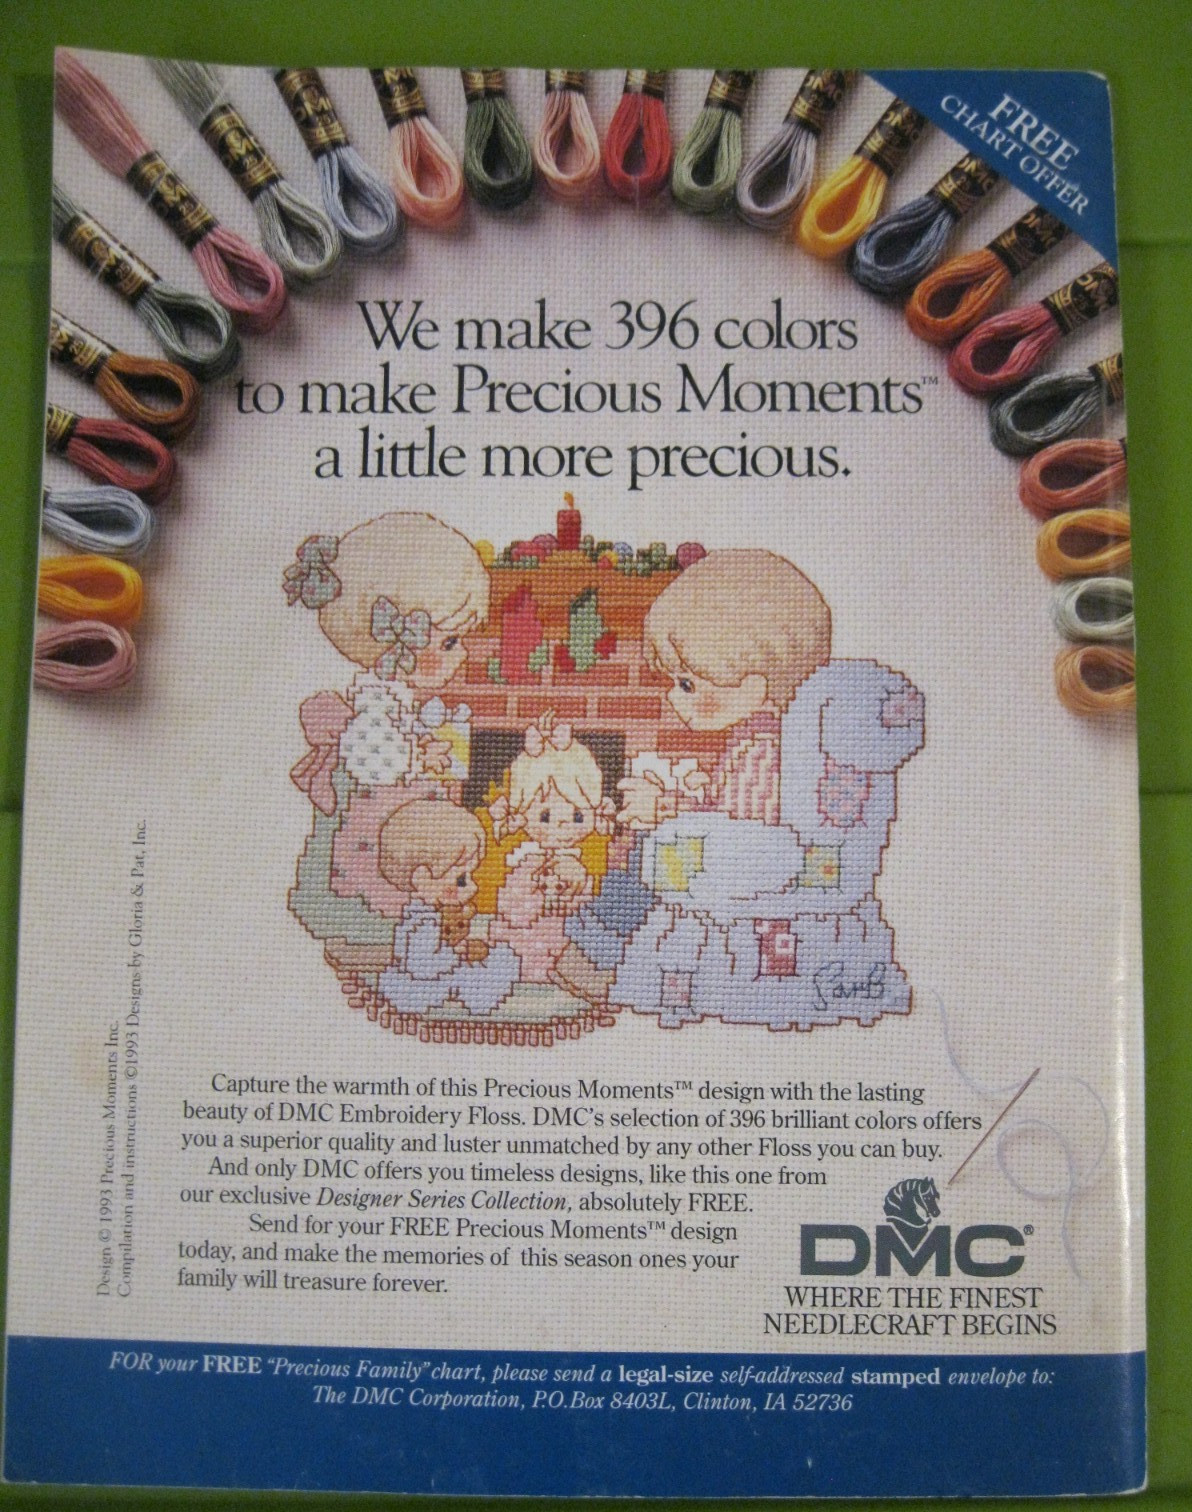 FREE
CHART OFFER
We make 396 colors
to make Precious Moments™
a little more precious.
Design © 1993 Precious Moments Inc.
Compilation and instructions ©1993 Designs by Gloria & Pat, Inc.
Capture the warmth of this Precious Moments™ design with the lasting
beauty of DMC Embroidery Floss. DMC's selection of 396 brilliant colors offers
you a superior quality and luster unmatched by any other Floss you can buy.
And only DMC offers you timeless designs, like this one from
our exclusive Designer Series Collection, absolutely FREE.
Send for your FREE Precious Moments™ design
today, and make the memories of this season ones your
family will treasure forever.
DMC®
WHERE THE FINEST
NEEDLECRAFT BEGINS
FOR your FREE "Precious Family" chart, please send a legal-size self-addressed stamped envelope to:
The DMC Corporation, P.O. Box 8403L, Clinton, IA 52736